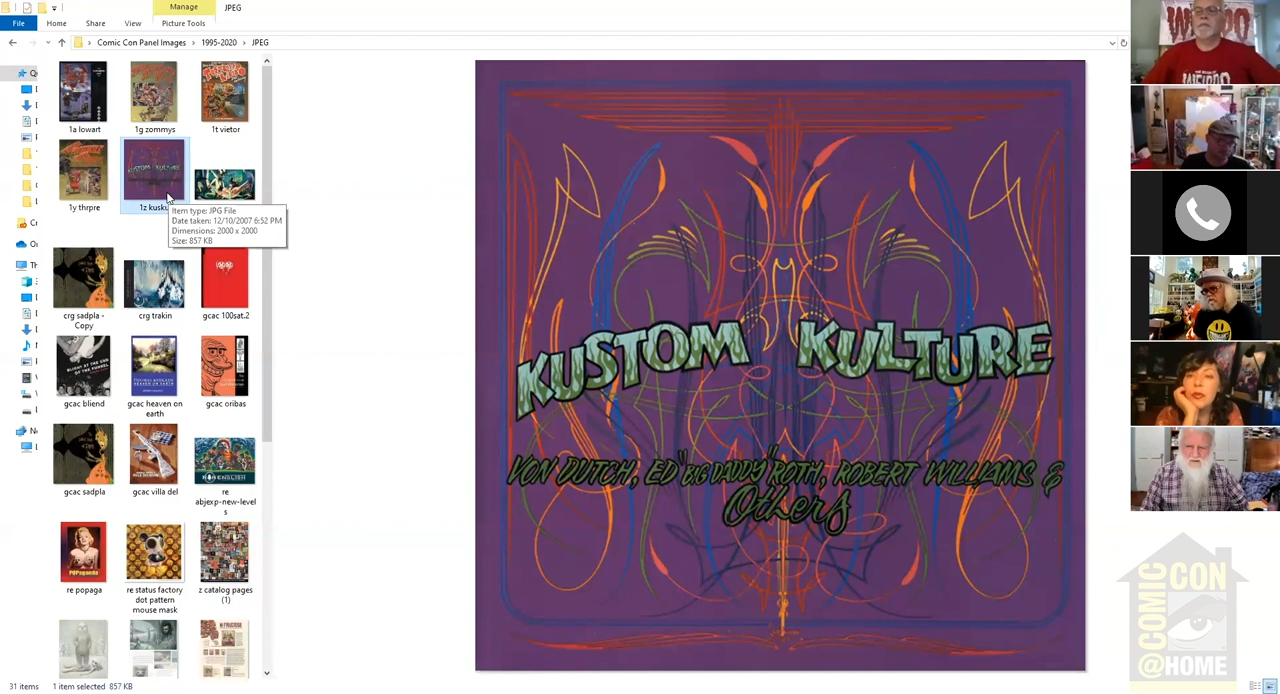 Manage
JPEG
File
Home
Share
View
Picture Tools
Comic Con Panel Images > 1995-2020 > JPEG
1a lowart
1g zommys
1t vietor
1y thrpre
1z kusku
Item type: JPG File
Date taken: 12/10/2007 6:52 PM
Dimensions: 2000 x 2000
Size: 857 KB
crg sadpla -
Copy
crg trakin
gcac 100sat.2
gcac bliend
gcac heaven on
earth
gcac oribas
gcac sadpla
gcac villa del
re
abjexp-new-level
s
re popaga
re status factory
dot pattern
mouse mask
z catalog pages
(1)
31 items
1 item selected 857 KB
KUSTOM KULTURE
VON DUTCH, ED "BIG DADDY" ROTH, ROBERT WILLIAMS &
Others
WEIRDO
COMIC
CON
@HOME